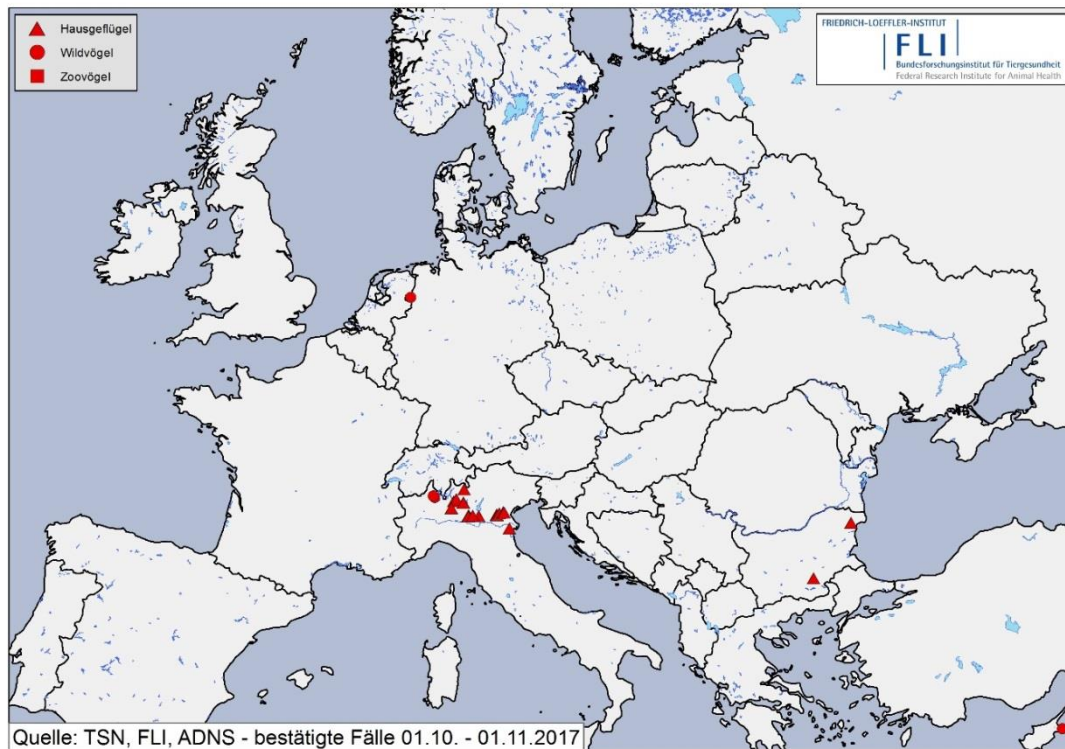 Hausgeflügel
Wildvögel
Zoovögel
FRIEDRICH-LOEFFLER-INSTITUT
FLI
Bundesforschungsinstitut für Tiergesundheit
Federal Research Institute for Animal Health
Quelle: TSN, FLI, ADNS - bestätigte Fälle 01.10. - 01.11.2017